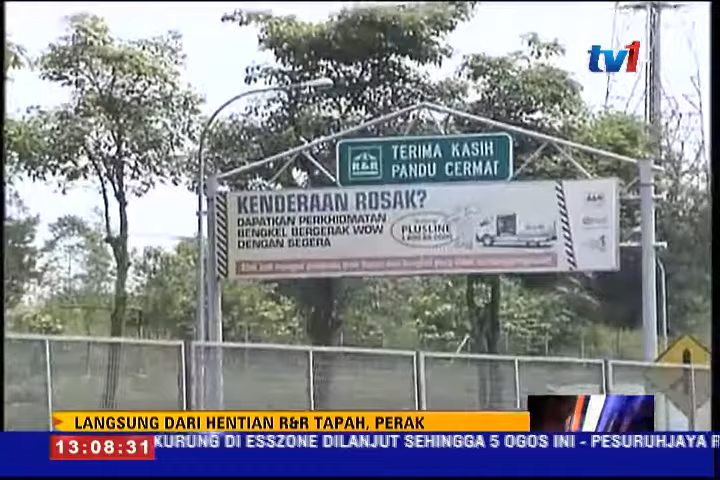 tv1
R&R
TERIMA KASIH
PANDU CERMAT
KENDERAAN ROSAK?
DAPATKAN PERKHIDMATAN
BENGKEL BERGERAK WOW
DENGAN SEGERA
PLUSLINE
LANGSUNG DARI HENTIAN R&R TAPAH, PERAK
13:08:31
KURUNG DI ESSZONE DILANJUT SEHINGGA 5 OGOS INI - PESURUHJAYA P